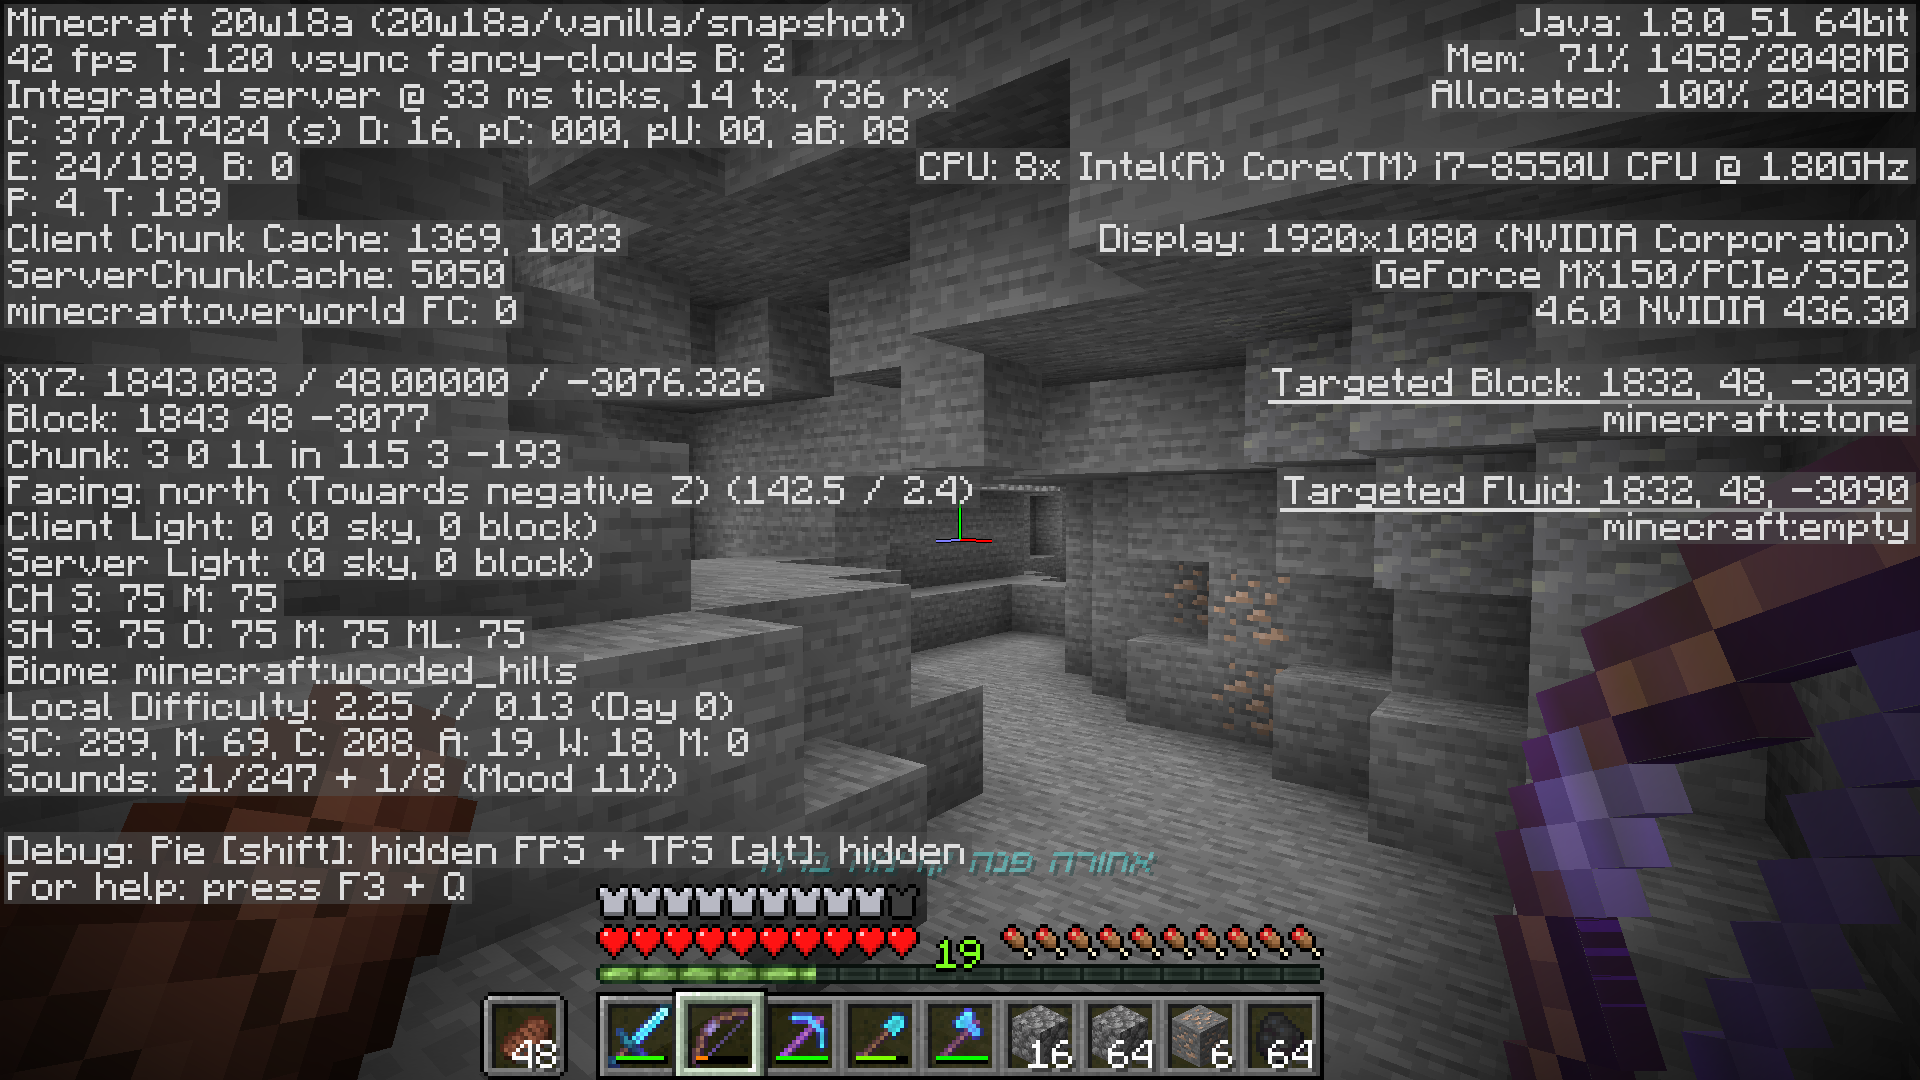 Minecraft 20w18a (20w18a/vanilla/snapshot)
42 fps T: 120 vsync fancy-clouds B: 2
Integrated server @ 33 ms ticks, 14 tx, 736 rx
C: 377/17424 (s) D: 16, pC: 000, pU: 00, aB: 08
E: 24/189, B: 0
P: 4. T: 189
Client Chunk Cache: 1369, 1023
ServerChunkCache: 5050
minecraft:overworld FC: 0
XYZ: 1843.083 / 48.00000 / -3076.326
Block: 1843 48 -3077
Chunk: 3 0 11 in 115 3 -193
Facing: north (Towards negative Z) (142.5 / 2.4)
Client Light: 0 (0 sky, 0 block)
Server Light: (0 sky, 0 block)
CH S: 75 M: 75
SH S: 75 O: 75 M: 75 ML: 75
Biome: minecraft:wooded_hills
Local Difficulty: 2.25 // 0.13 (Day 0)
SC: 289, M: 69, C: 208, A: 19, W: 18, M: 0
Sounds: 21/247 + 1/8 (Mood 11%)
Debug: Pie [shift]: hidden FPS + TPS [alt]: hidden
For help: press F3 + Q
Java: 1.8.0_51 64bit
Mem: 71% 1458/2048MB
Allocated: 100% 2048MB
CPU: 8x Intel(R) Core(TM) i7-8550U CPU @ 1.80GHz
Display: 1920x1080 (NVIDIA Corporation)
GeForce MX150/PCIe/SSE2
4.6.0 NVIDIA 436.30
Targeted Block: 1832, 48, -3090
minecraft:stone
Targeted Fluid: 1832, 48, -3090
minecraft:empty
אחורה פנה
19
48
16
64
6
64